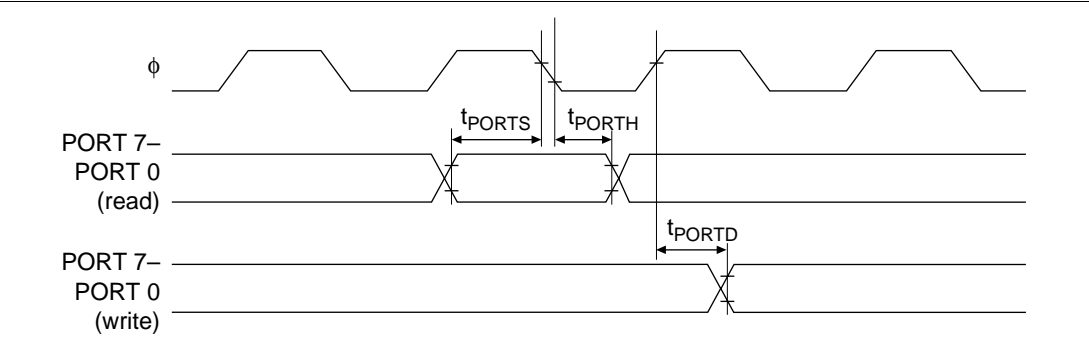 ϕ
tPORTS tPORTH
PORT 7–
PORT 0
(read)
tPORTD
PORT 7–
PORT 0
(write)